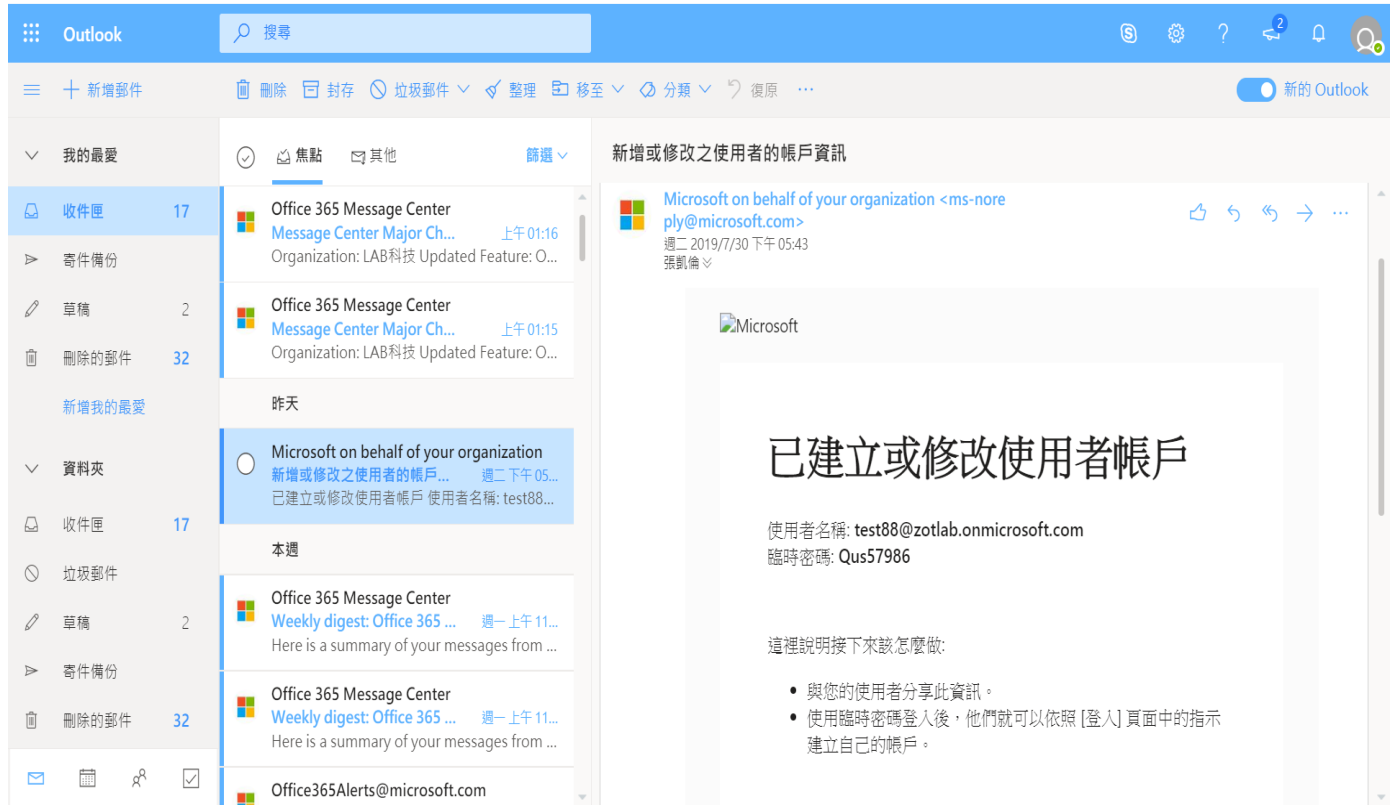 Outlook
搜尋
2
新增郵件
刪除 封存 垃圾郵件 整理 移至 分類 復原 ...
新的 Outlook
我的最愛
收件匣 17
寄件備份
草稿 2
刪除的郵件 32
新增我的最愛
資料夾
收件匣 17
垃圾郵件
草稿 2
寄件備份
刪除的郵件 32
焦點 其他 篩選
Office 365 Message Center
Message Center Major Ch... 上午 01:16
Organization: LAB科技 Updated Feature: O...
Office 365 Message Center
Message Center Major Ch... 上午 01:15
Organization: LAB科技 Updated Feature: O...
昨天
Microsoft on behalf of your organization
新增或修改之使用者的帳戶... 週二 下午 05...
已建立或修改使用者帳戶 使用者名稱: test88...
本週
Office 365 Message Center
Weekly digest: Office 365 ... 週一 上午 11...
Here is a summary of your messages from ...
Office 365 Message Center
Weekly digest: Office 365 ... 週一 上午 11...
Here is a summary of your messages from ...
Office365Alerts@microsoft.com
新增或修改之使用者的帳戶資訊
Microsoft on behalf of your organization <ms-nore
ply@microsoft.com>
週二 2019/7/30 下午 05:43
張凱倫
Microsoft
已建立或修改使用者帳戶
使用者名稱: test88@zotlab.onmicrosoft.com
臨時密碼: Qus57986
這裡說明接下來該怎麼做:
• 與您的使用者分享此資訊。
• 使用臨時密碼登入後，他們就可以依照 [登入] 頁面中的指示
建立自己的帳戶。